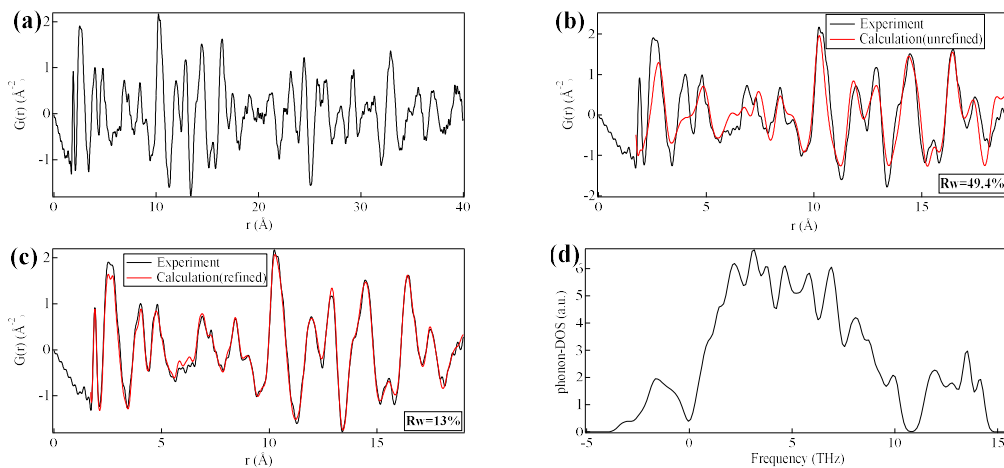 (a)
G(r) (Å⁻²)
2
1
0
-1
0
10
20
30
40
r (Å)
(b)
Experiment
Calculation(unrefined)
G(r) (Å⁻²)
2
1
0
-1
-2
0
5
10
15
Rw=49.4%
r (Å)
(c)
Experiment
Calculation(refined)
G(r) (Å⁻²)
2
1
0
-1
0
5
10
15
Rw=13%
r (Å)
(d)
phonon-DOS (a.u.)
6
5
4
3
2
1
0
-5
0
5
10
15
Frequency (THz)